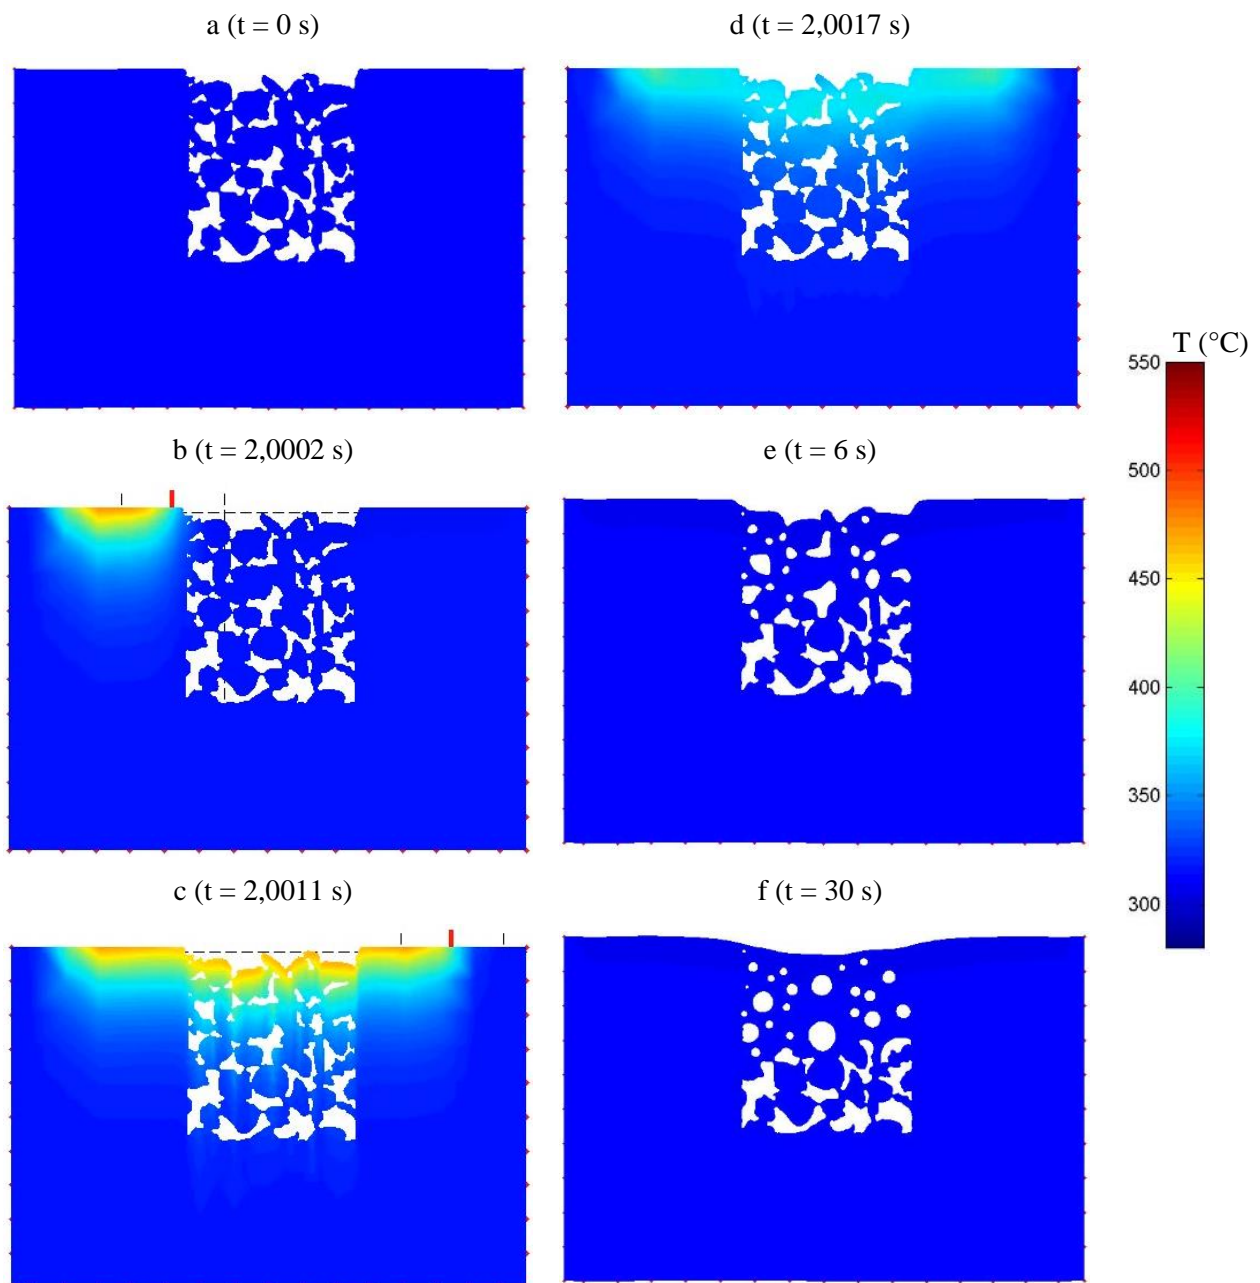 a (t = 0 s)
d (t = 2,0017 s)
b (t = 2,0002 s)
e (t = 6 s)
c (t = 2,0011 s)
f (t = 30 s)
T (°C)
550
500
450
400
350
300